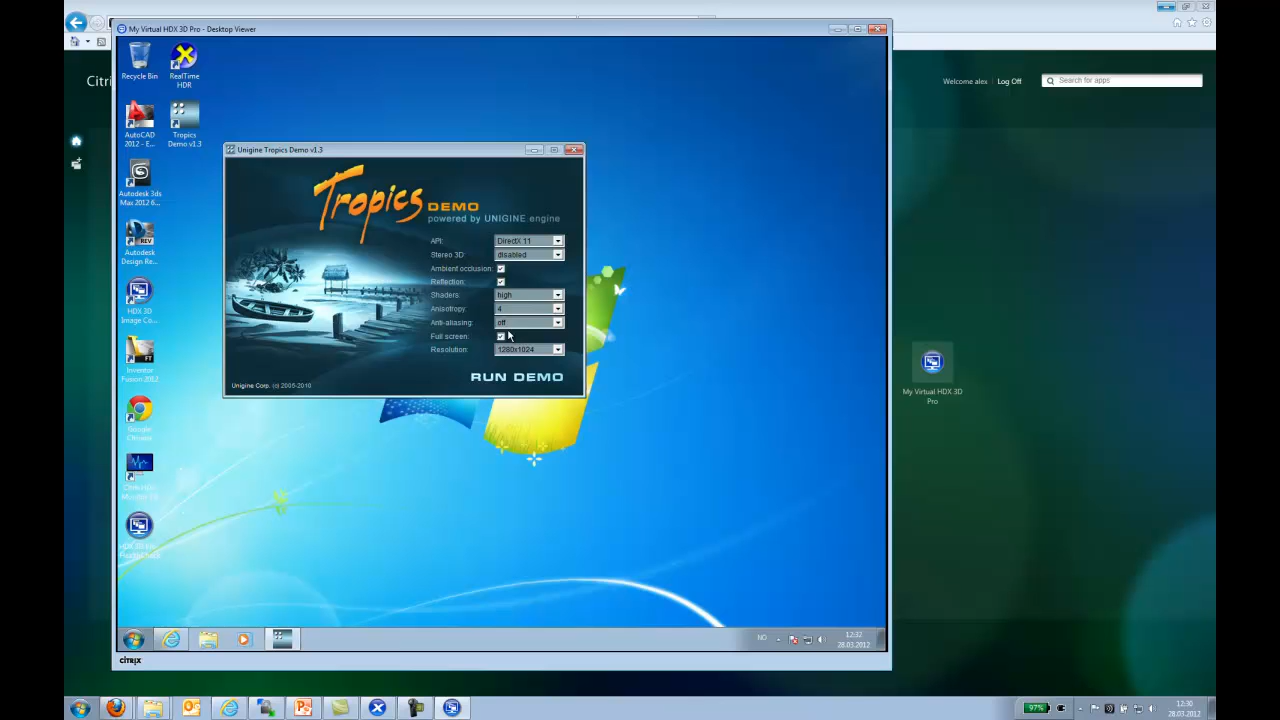 My Virtual HDX 3D Pro - Desktop Viewer
Citri
Welcome alex
Log Off
Search for apps
Recycle Bin
RealTime
HDR
AutoCAD
2012 - E...
Tropics
Demo v1.3
Autodesk 3ds
Max 2012 6...
Autodesk
Design Re...
HDX 3D
Image Co...
Inventor
Fusion 2012
Google
Chrome
Unigine Tropics Demo v1.3
Tropics DEMO
powered by UNIGINE engine
API: DirectX 11
Stereo 3D: disabled
Ambient occlusion:
Reflection:
Shaders: high
Anisotropy: 4
Anti-aliasing: off
Full screen:
Resolution: 1280x1024
Unigine Corp. (c) 2005-2010
RUN DEMO
My Virtual HDX 3D
Pro
NO
12:32
28.03.2012
CITRIX
97%
12:30
28.03.2012